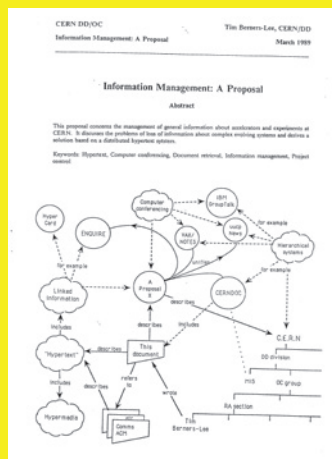 CERN DD/OC
Tim Berners-Lee, CERN/DD
Information Management: A Proposal
March 1989
Information Management: A Proposal
Abstract
This proposal concerns the management of general information about accelerators and experiments at
CERN. It discusses the problems of loss of information about complex evolving systems and derives a
solution based on a distributed hypertext system.
Keywords: Hypertext, Computer conferencing, Document retrieval, Information management, Project
control
IBM
GroupTalk
Computer
conferencing
Hyper
Card
ENQUIRE
VAX/
NOTES
uucp
News
for example
Hierarchical
systems
for example
unified
for example
Linked
information
A
Proposal
X
CERNDOC
describes
C.E.R.N
includes
describes
includes
DD division
"Hypertext"
describes
This
document
MIS
OC group
includes
describes
refers
to
wrote
RA section
Hypermedia
Comms
ACM
Tim
Berners-Lee